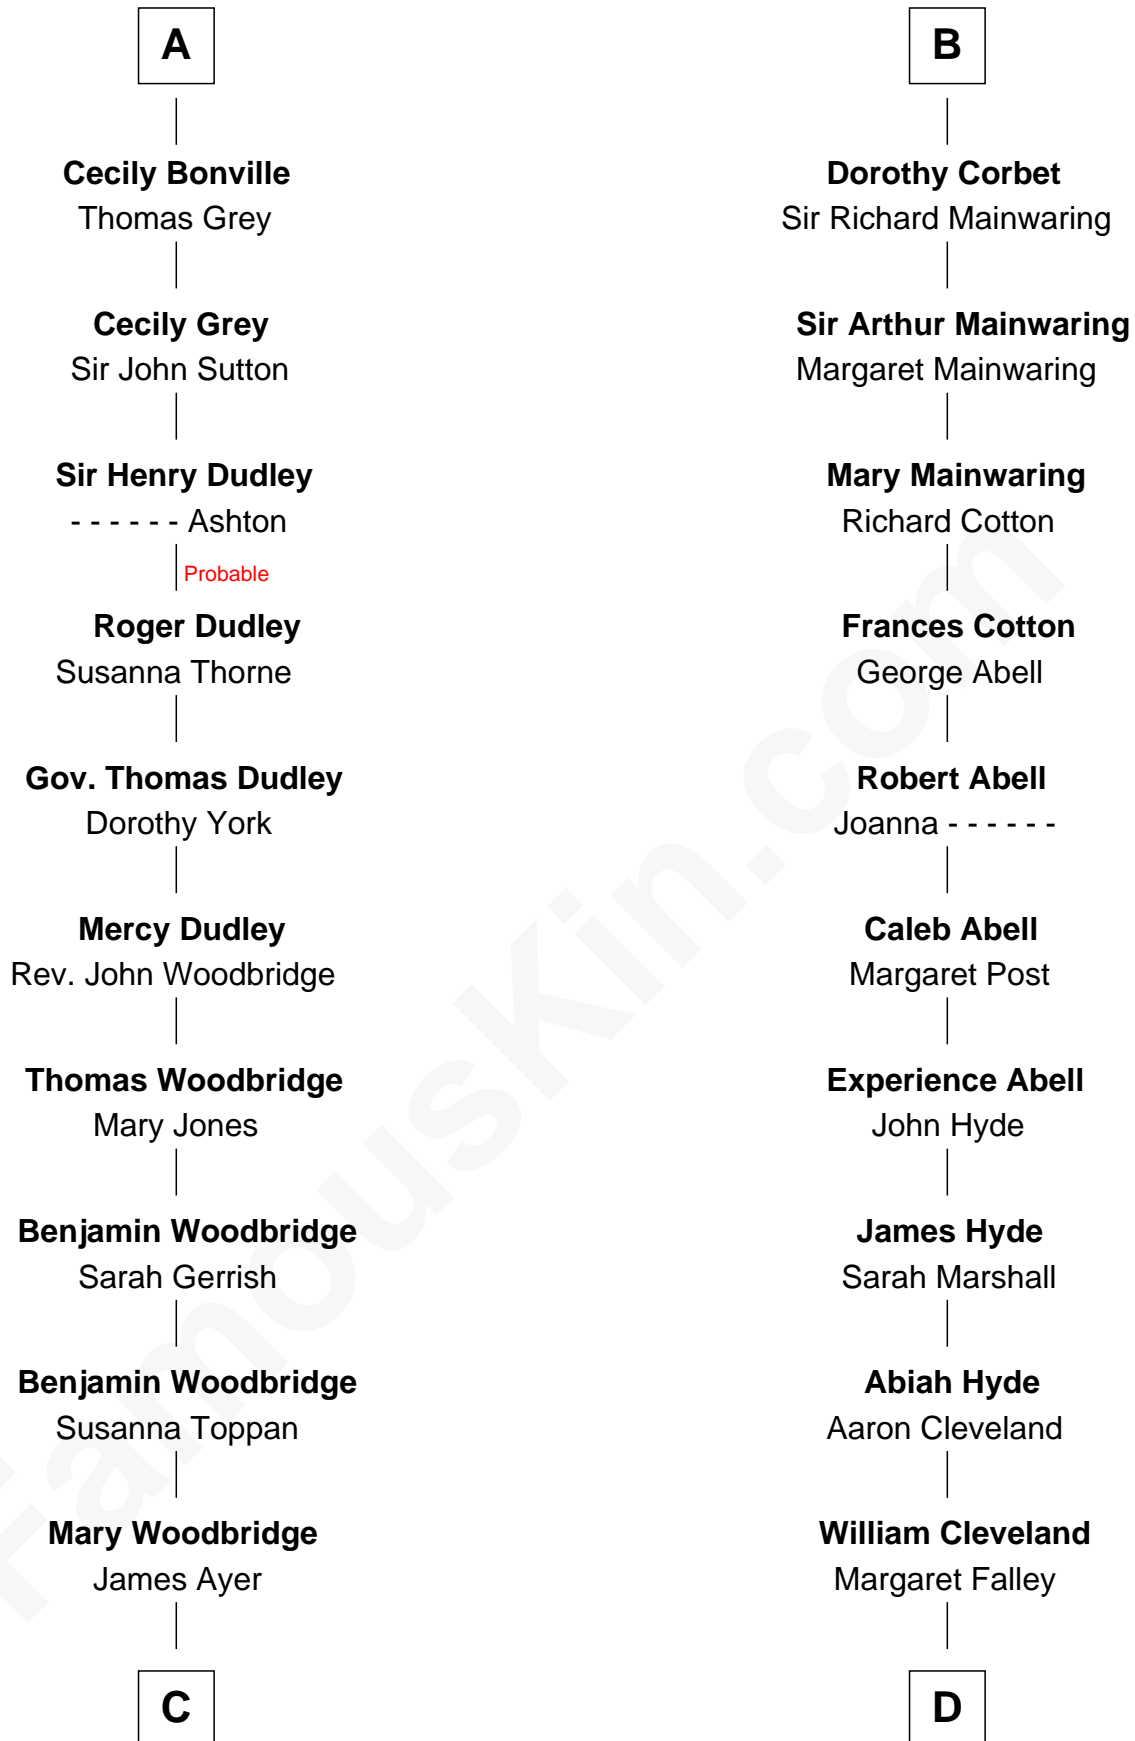 A
Cecily Bonville
Thomas Grey
Cecily Grey
Sir John Sutton
Sir Henry Dudley
- - - - - - Ashton
Probable
Roger Dudley
Susanna Thorne
Gov. Thomas Dudley
Dorothy York
Mercy Dudley
Rev. John Woodbridge
Thomas Woodbridge
Mary Jones
Benjamin Woodbridge
Sarah Gerrish
Benjamin Woodbridge
Susanna Toppan
Mary Woodbridge
James Ayer
C
B
Dorothy Corbet
Sir Richard Mainwaring
Sir Arthur Mainwaring
Margaret Mainwaring
Mary Mainwaring
Richard Cotton
Frances Cotton
George Abell
Robert Abell
Joanna - - - - - -
Caleb Abell
Margaret Post
Experience Abell
John Hyde
James Hyde
Sarah Marshall
Abiah Hyde
Aaron Cleveland
William Cleveland
Margaret Falley
D
FamousKin.com